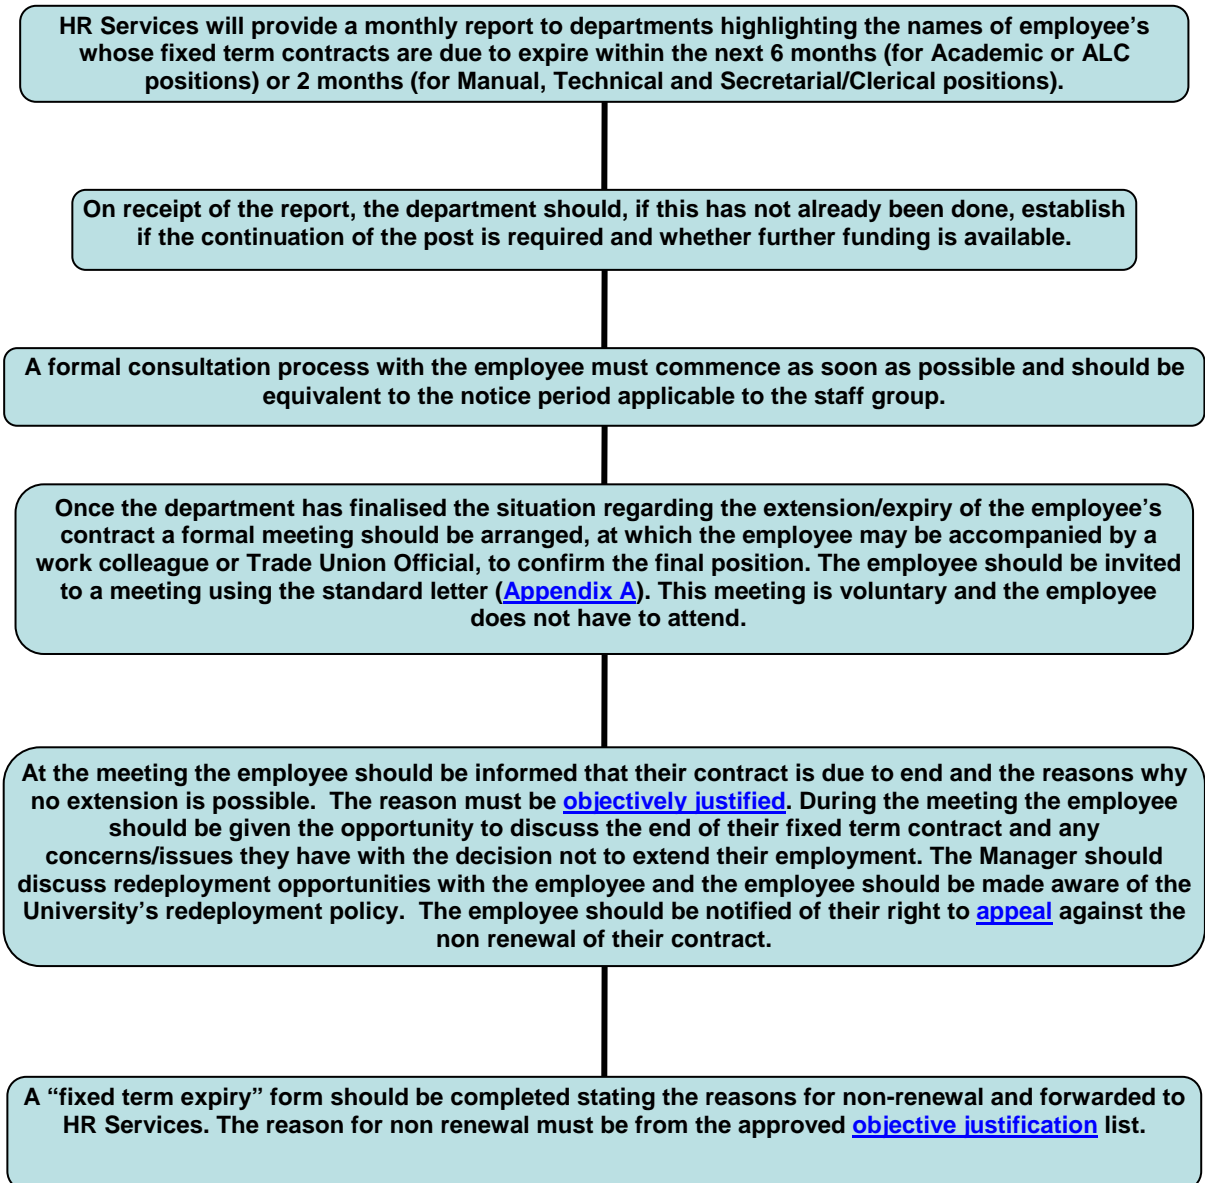 HR Services will provide a monthly report to departments highlighting the names of employee’s
whose fixed term contracts are due to expire within the next 6 months (for Academic or ALC
positions) or 2 months (for Manual, Technical and Secretarial/Clerical positions).
On receipt of the report, the department should, if this has not already been done, establish
if the continuation of the post is required and whether further funding is available.
A formal consultation process with the employee must commence as soon as possible and should be
equivalent to the notice period applicable to the staff group.
Once the department has finalised the situation regarding the extension/expiry of the employee’s
contract a formal meeting should be arranged, at which the employee may be accompanied by a
work colleague or Trade Union Official, to confirm the final position. The employee should be invited
to a meeting using the standard letter (Appendix A). This meeting is voluntary and the employee
does not have to attend.
At the meeting the employee should be informed that their contract is due to end and the reasons why
no extension is possible.  The reason must be objectively justified. During the meeting the employee
should be given the opportunity to discuss the end of their fixed term contract and any
concerns/issues they have with the decision not to extend their employment. The Manager should
discuss redeployment opportunities with the employee and the employee should be made aware of the
University’s redeployment policy.  The employee should be notified of their right to appeal against the
non renewal of their contract.
A “fixed term expiry” form should be completed stating the reasons for non-renewal and forwarded to
HR Services. The reason for non renewal must be from the approved objective justification list.